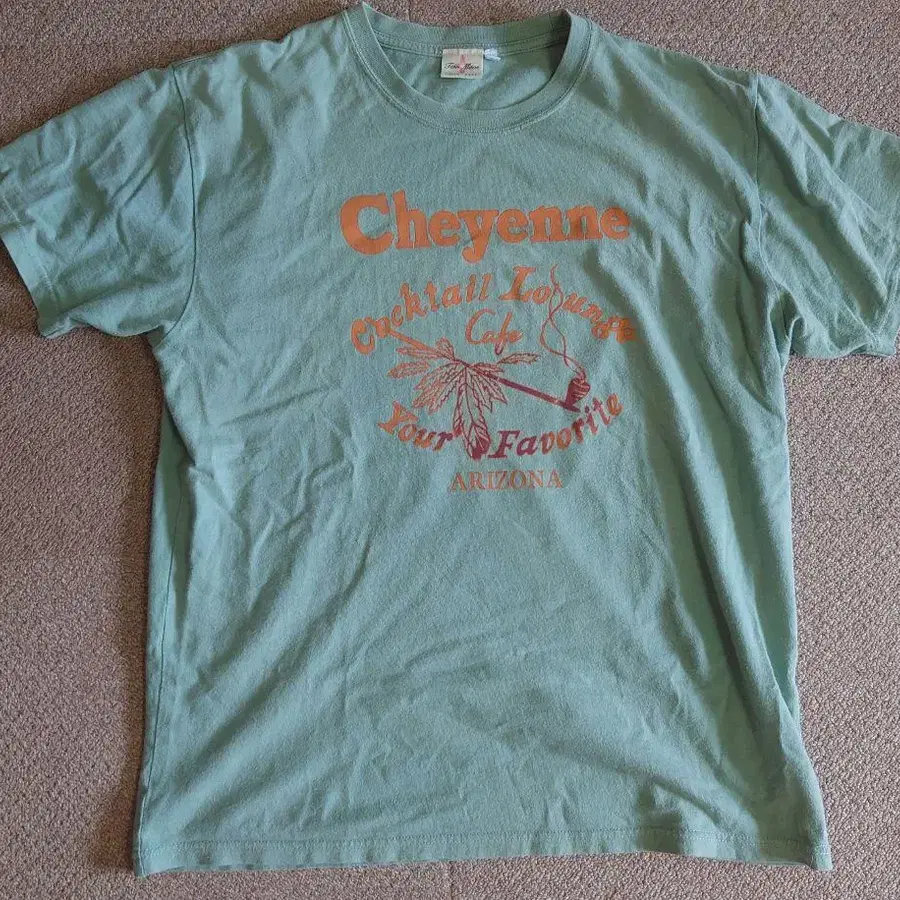 Cheyenne
Cocktail Lounge
Cafe
Your Favorite
ARIZONA